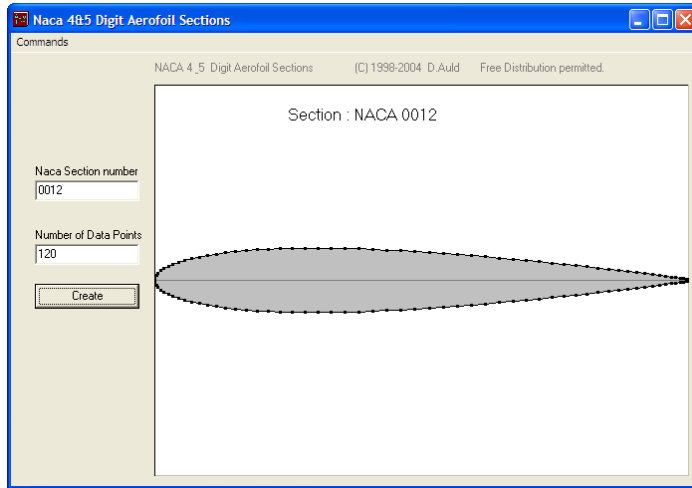 Naca 4&5 Digit Aerofoil Sections
Commands
NACA 4_5 Digit Aerofoil Sections (C) 1998-2004 D.Auld Free Distribution permitted.
Section : NACA 0012
Naca Section number
0012
Number of Data Points
120
Create